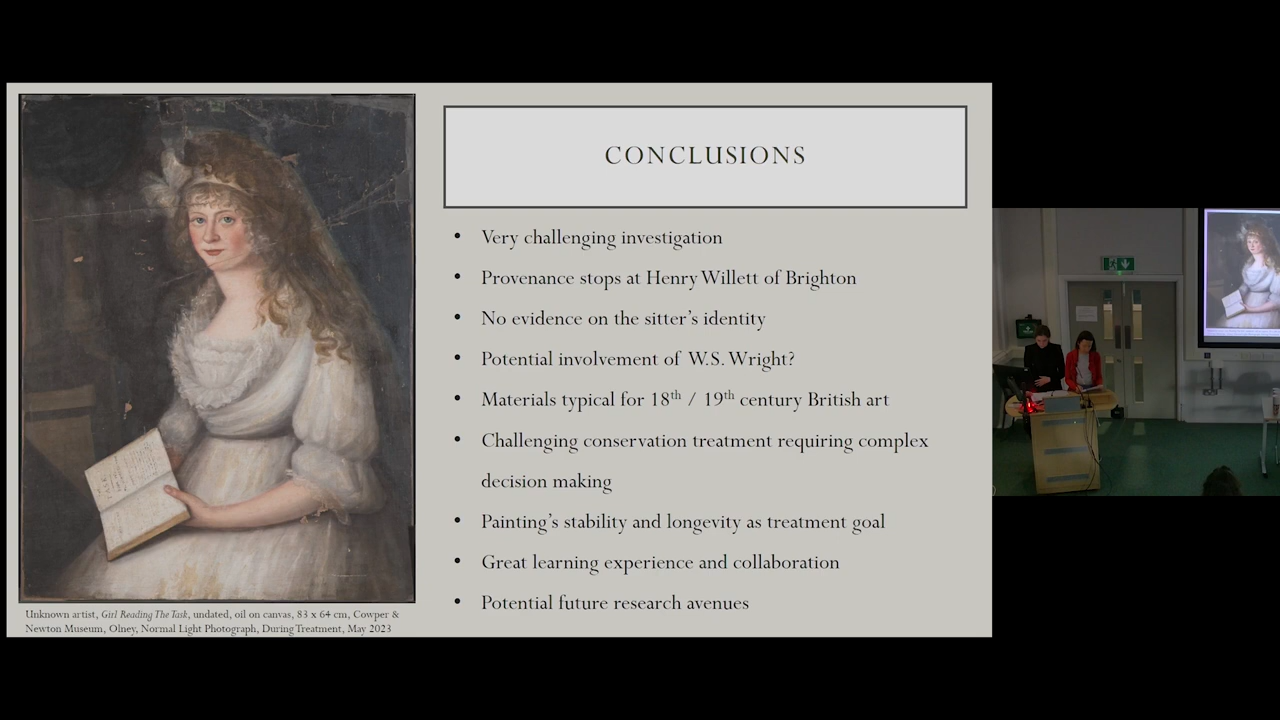 CONCLUSIONS
• Very challenging investigation
• Provenance stops at Henry Willett of Brighton
• No evidence on the sitter's identity
• Potential involvement of W.S. Wright?
• Materials typical for 18th / 19th century British art
• Challenging conservation treatment requiring complex
decision making
• Painting's stability and longevity as treatment goal
• Great learning experience and collaboration
• Potential future research avenues
Unknown artist, Girl Reading The Task, undated, oil on canvas, 83 x 64 cm, Cowper &
Newton Museum, Olney, Normal Light Photograph, During Treatment, May 2023